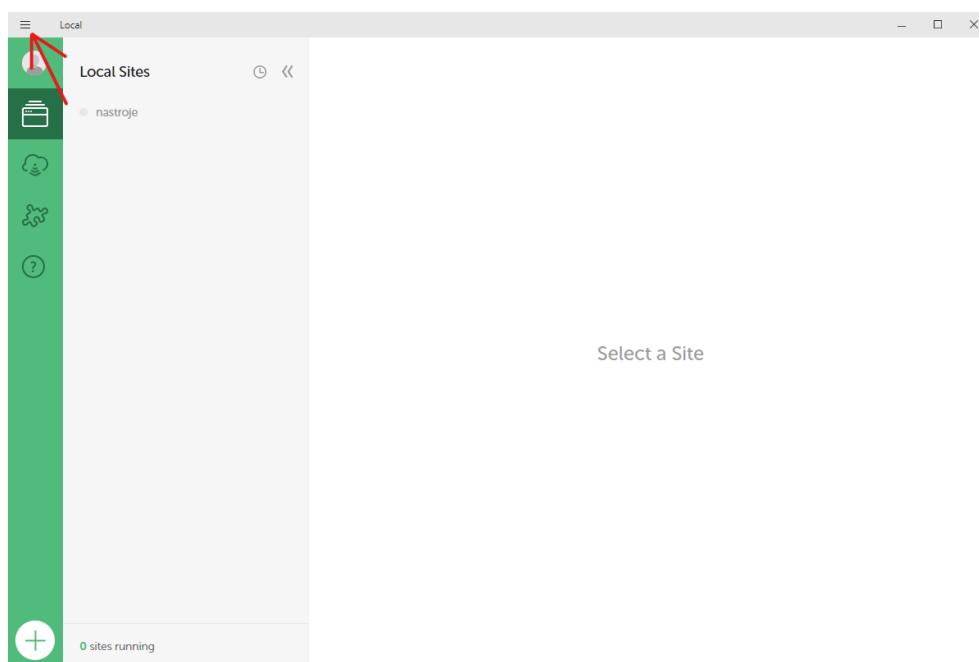 Local
Local Sites
nastroje
Select a Site
0 sites running